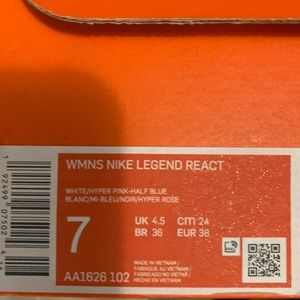 WMNS NIKE LEGEND REACT
WHITE/HYPER PINK-HALF BLUE
BLANC/MI-BLEU/NOIR/HYPER ROSE
7
UK 4.5 cm 24
BR 36 EUR 38
AA1626 102
MADE IN VIETNAM /
FABRIQUÉ AU VIETNAM /
FABRICADO NO VIETNÃ /
HECHO EN VIETNAM